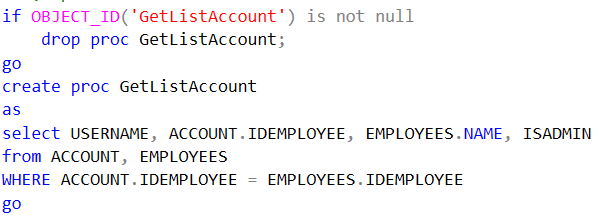 if OBJECT_ID('GetListAccount') is not null
    drop proc GetListAccount;
go
create proc GetListAccount
as
select USERNAME, ACCOUNT.IDEMPLOYEE, EMPLOYEES.NAME, ISADMIN
from ACCOUNT, EMPLOYEES
WHERE ACCOUNT.IDEMPLOYEE = EMPLOYEES.IDEMPLOYEE
go